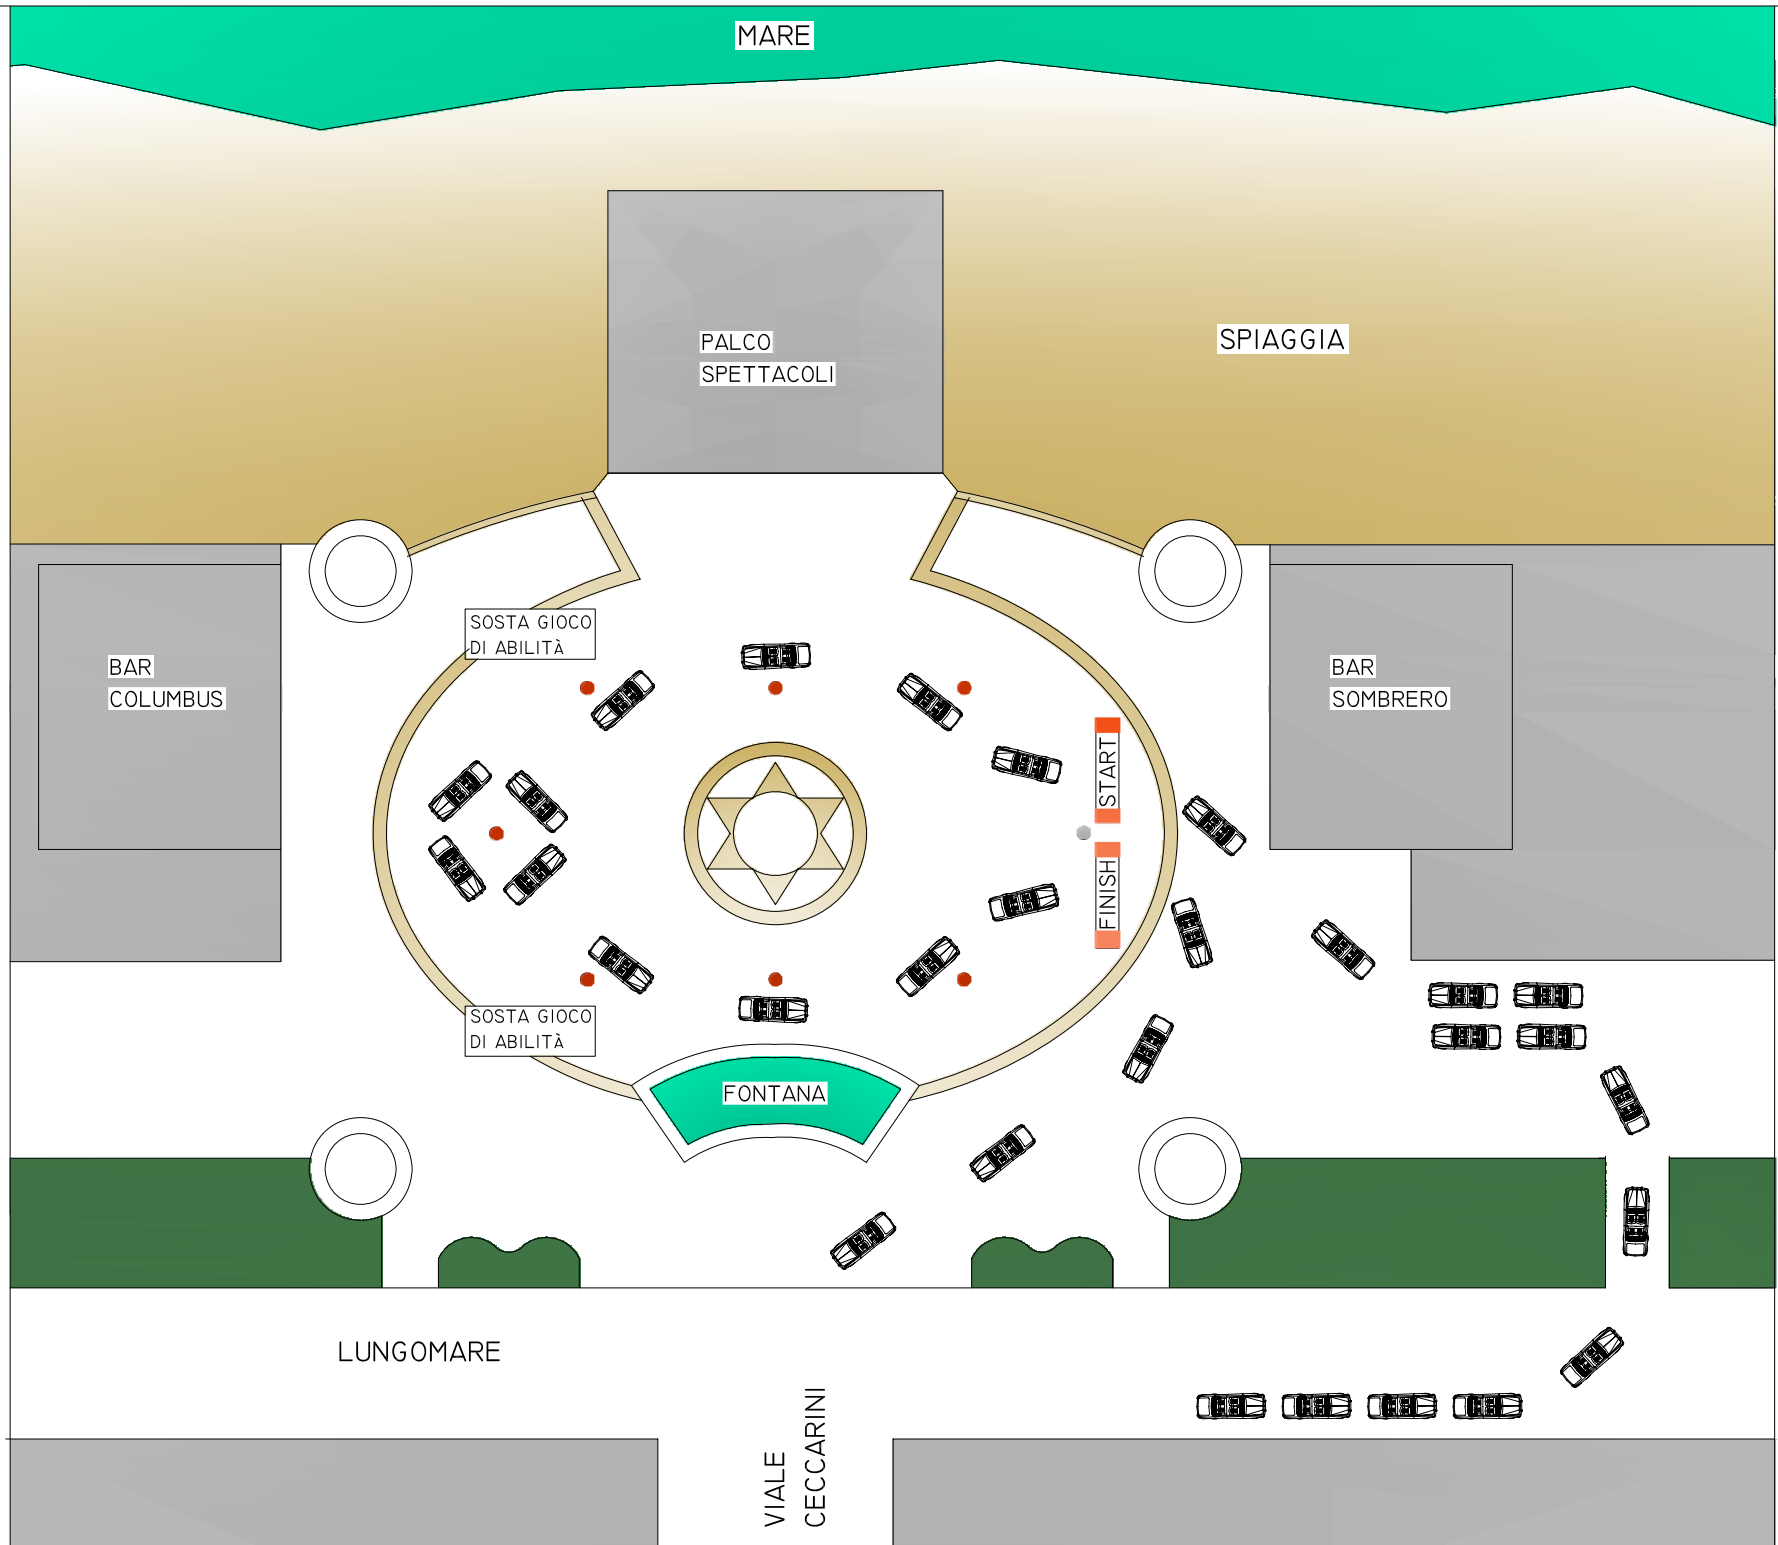 MARE
PALCO
SPETTACOLI
SPIAGGIA
SOSTA GIOCO
DI ABILITÀ
BAR
COLUMBUS
BAR
SOMBRERO
START
FINISH
SOSTA GIOCO
DI ABILITÀ
FONTANA
LUNGOMARE
VIALE
CECCARINI